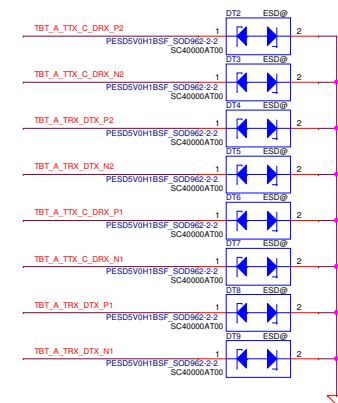 DT2 ESD@
TBT_A_TTX_C_DRX_P2 1 2
PESD5V0H1BSF_SOD962-2-2
SC40000AT00
DT3 ESD@
TBT_A_TTX_C_DRX_N2 1 2
PESD5V0H1BSF_SOD962-2-2
SC40000AT00
DT4 ESD@
TBT_A_TRX_DTX_P2 1 2
PESD5V0H1BSF_SOD962-2-2
SC40000AT00
DT5 ESD@
TBT_A_TRX_DTX_N2 1 2
PESD5V0H1BSF_SOD962-2-2
SC40000AT00
DT6 ESD@
TBT_A_TTX_C_DRX_P1 1 2
PESD5V0H1BSF_SOD962-2-2
SC40000AT00
DT7 ESD@
TBT_A_TTX_C_DRX_N1 1 2
PESD5V0H1BSF_SOD962-2-2
SC40000AT00
DT8 ESD@
TBT_A_TRX_DTX_P1 1 2
PESD5V0H1BSF_SOD962-2-2
SC40000AT00
DT9 ESD@
TBT_A_TRX_DTX_N1 1 2
PESD5V0H1BSF_SOD962-2-2
SC40000AT00